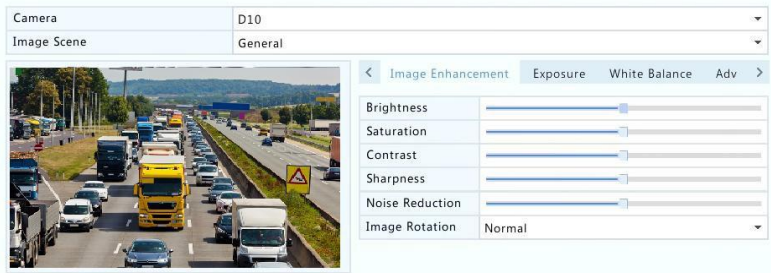 Camera D10
Image Scene General
< Image Enhancement Exposure White Balance Adv >
Brightness
Saturation
Contrast
Sharpness
Noise Reduction
Image Rotation Normal